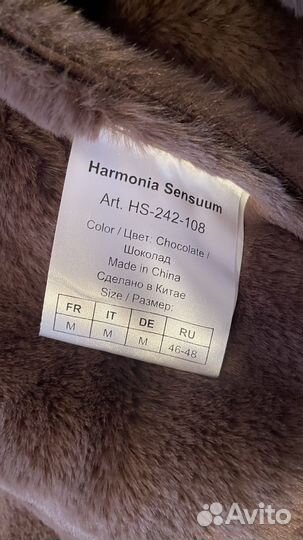 Harmonia Sensuum
Art. HS-242-108
Color / Цвет: Chocolate /
Шоколад
Made in China
Сделано в Китае
Size / Размер:
FR IT DE RU
M M M 46-48
Avito